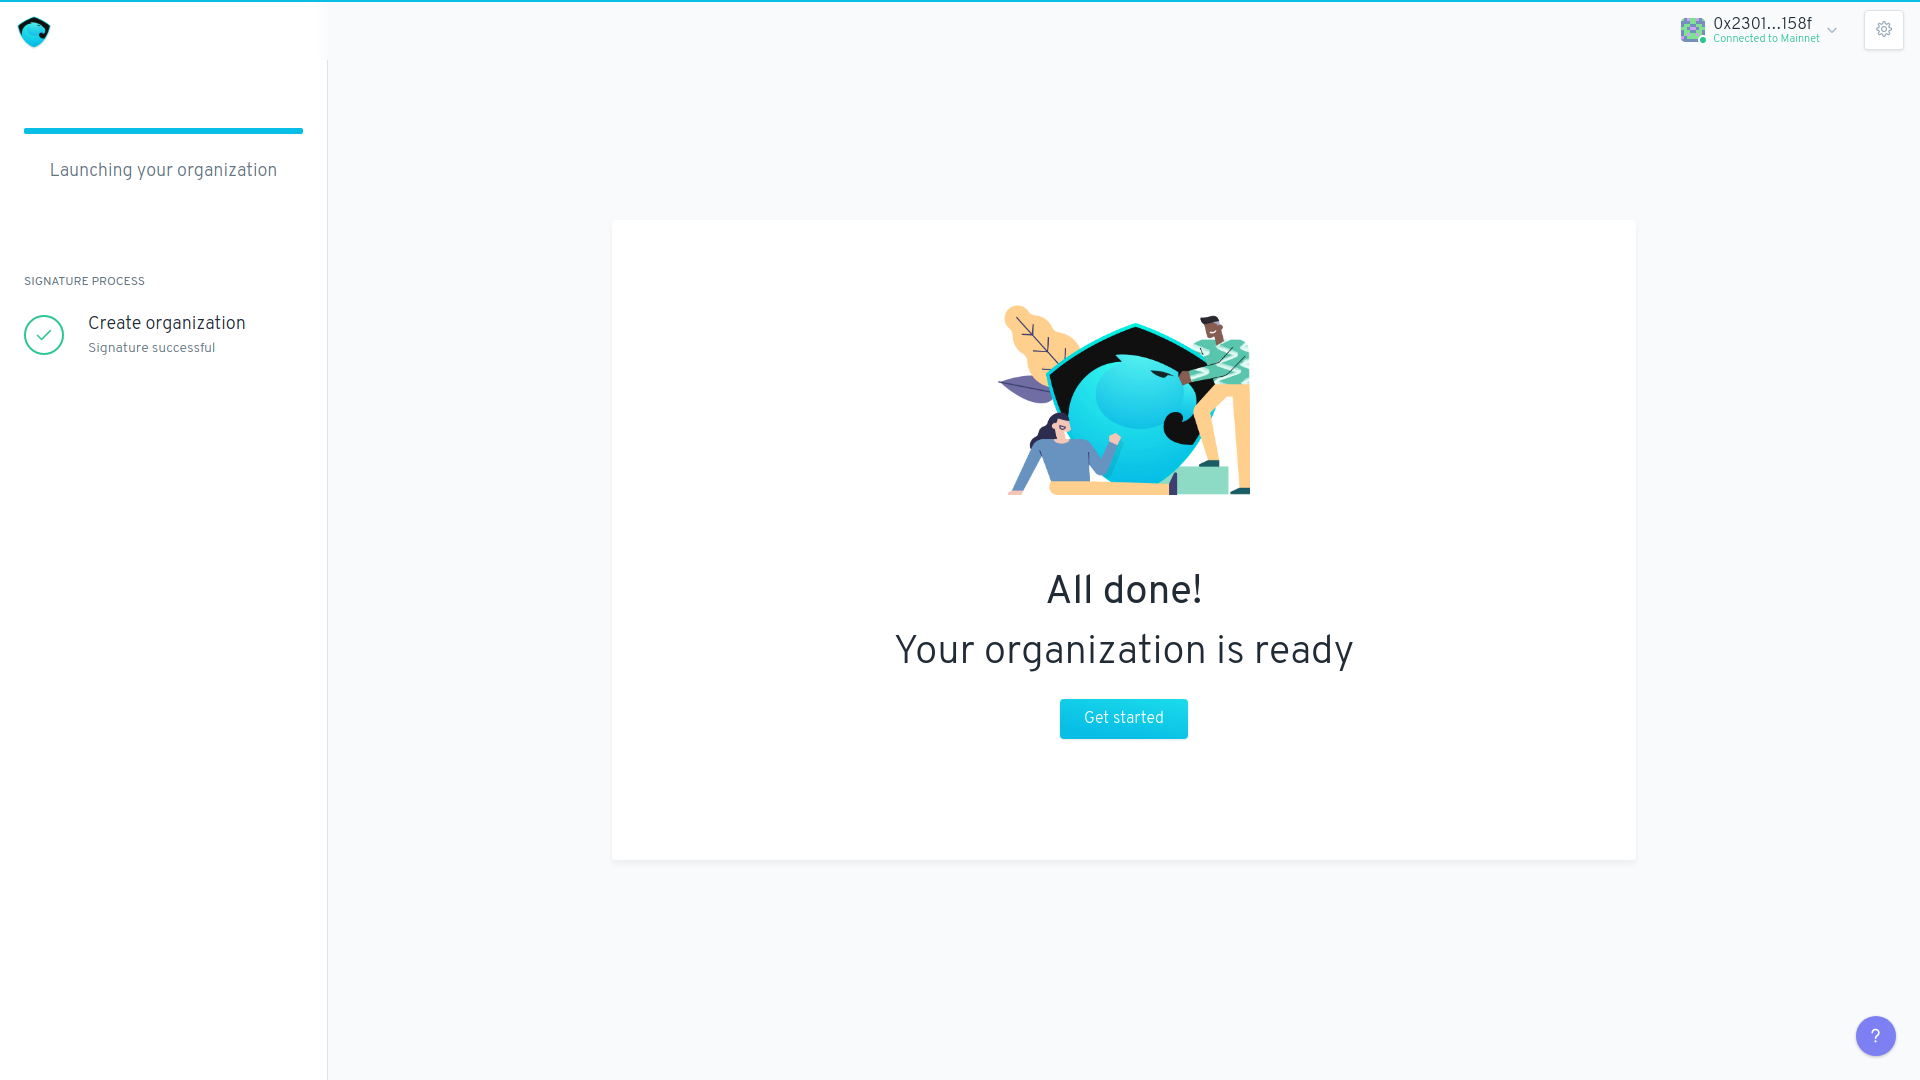 0x2301...158f
Connected to Mainnet
Launching your organization
SIGNATURE PROCESS
Create organization
Signature successful
All done!
Your organization is ready
Get started
?